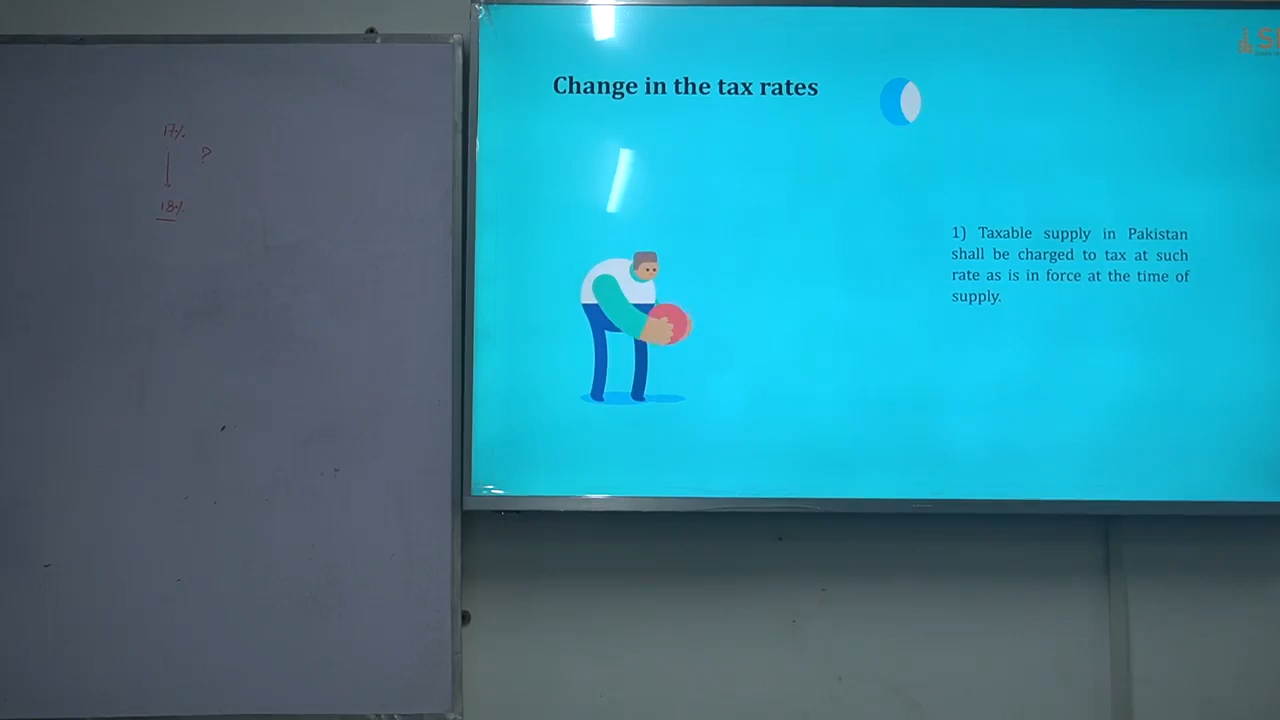 17%
?
18%
Change in the tax rates
1) Taxable supply in Pakistan
shall be charged to tax at such
rate as is in force at the time of
supply.